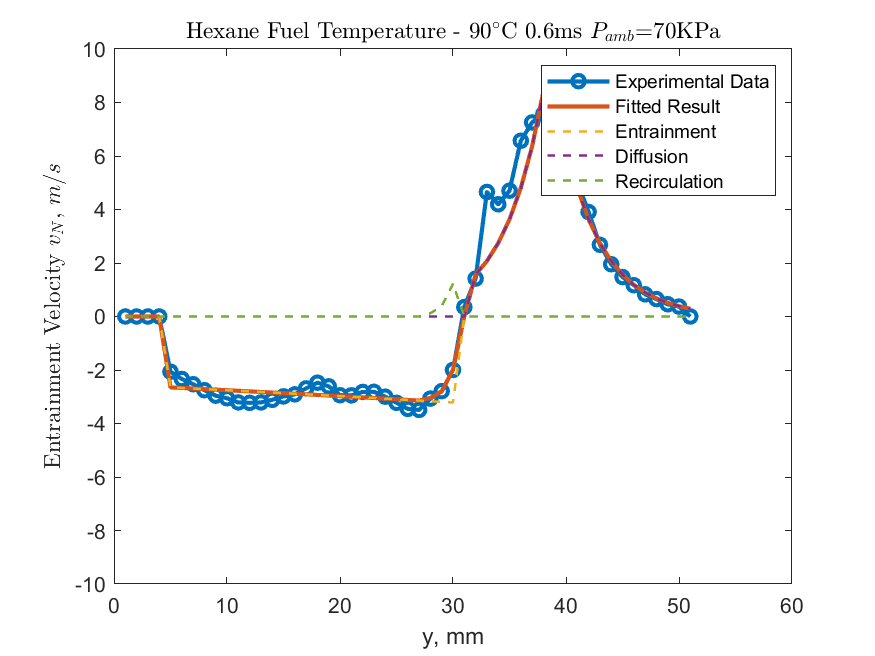 Hexane Fuel Temperature - 90°C 0.6ms P_amb=70KPa
Entrainment Velocity v_N, m/s
10
8
6
4
2
0
-2
-4
-6
-8
-10
Experimental Data
Fitted Result
Entrainment
Diffusion
Recirculation
0 10 20 30 40 50 60
y, mm